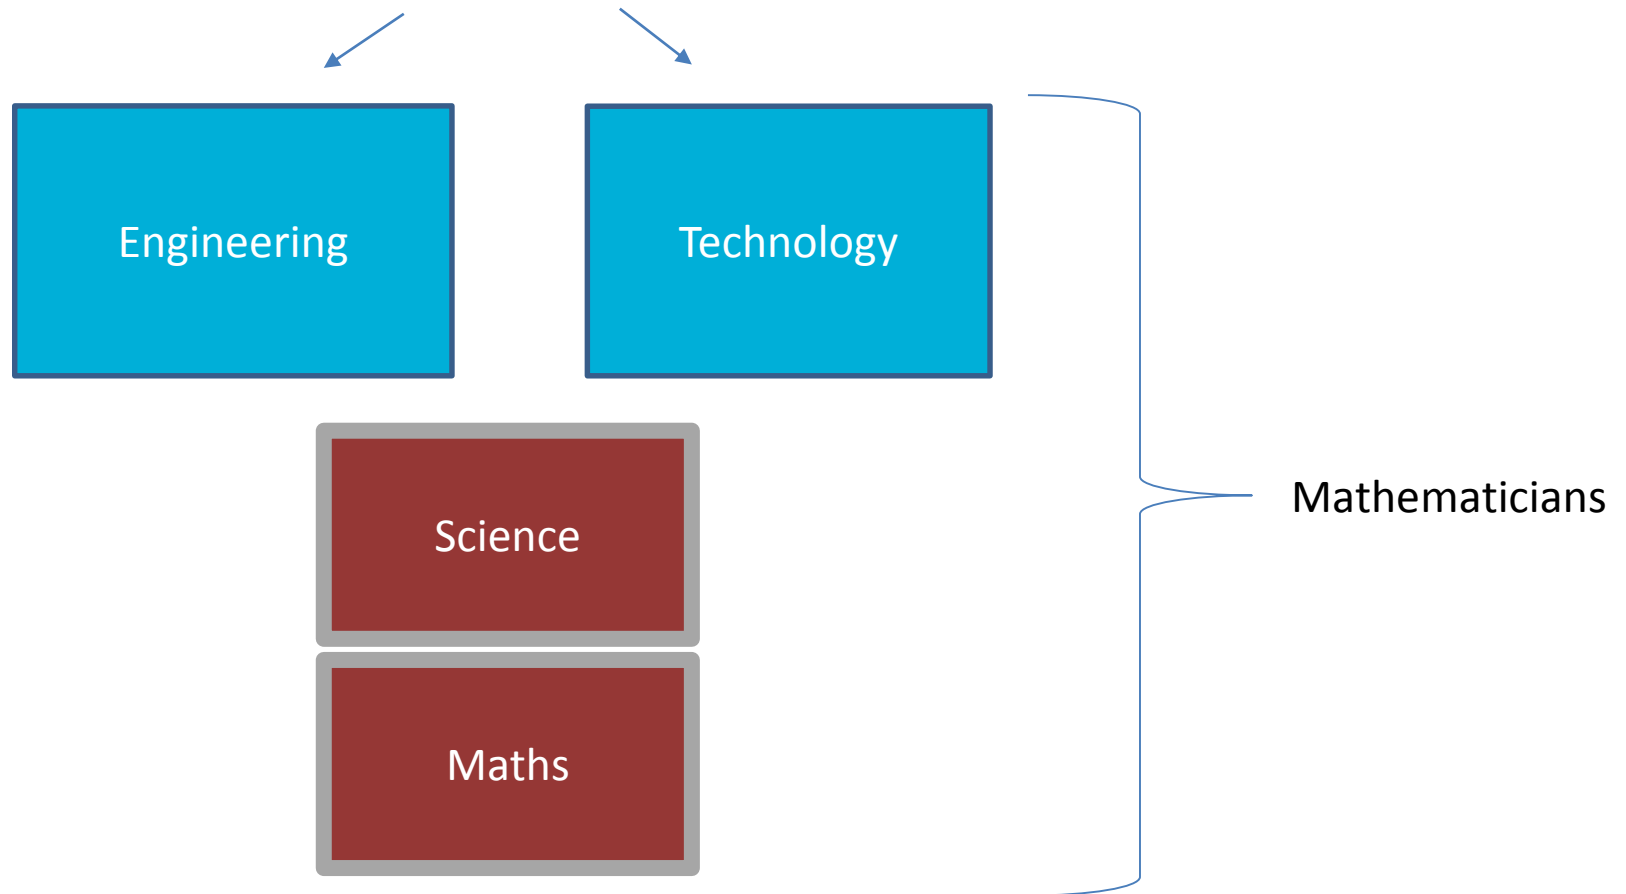 Engineering
Technology
Science
Mathematicians
Maths